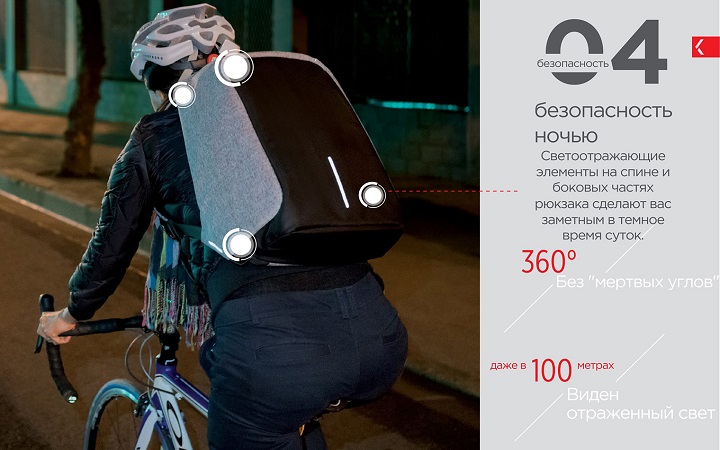 04
безопасность
безопасность
ночью
Светоотражающие
элементы на спине и
боковых частях
рюкзака сделают вас
заметным в темное
время суток.
360°
Без "мертвых углов"
даже в 100 метрах
Виден
отраженный свет